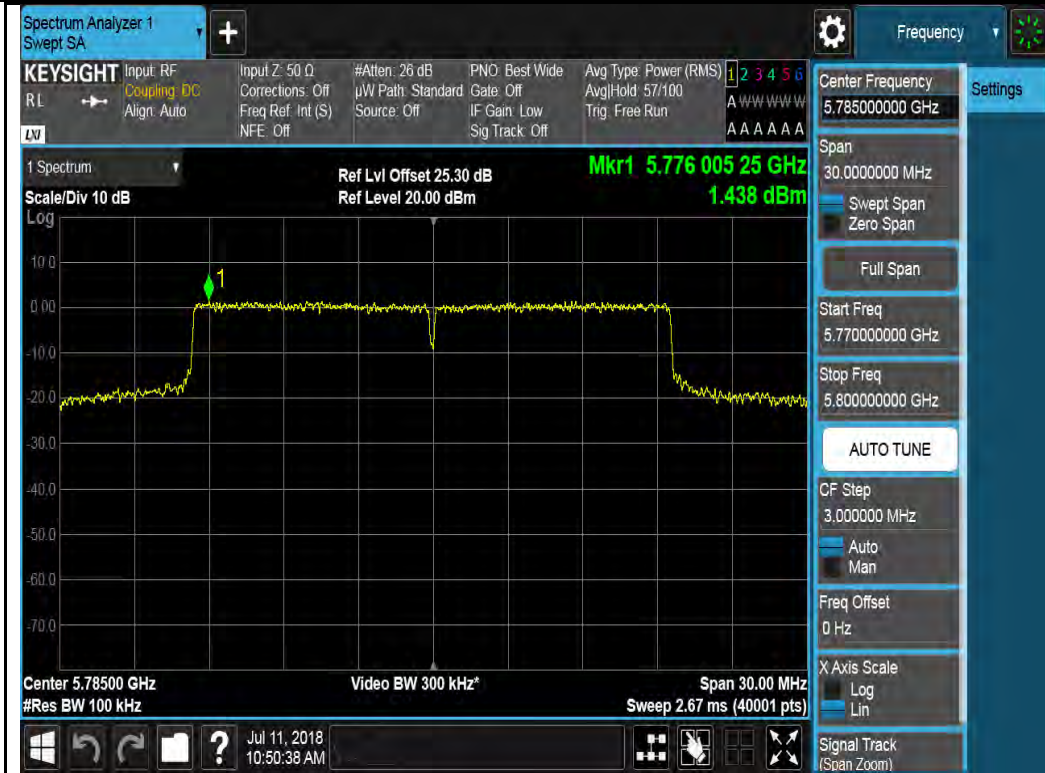 Spectrum Analyzer 1
Swept SA
+
Frequency
KEYSIGHT
R L
LXI
Input: RF
Coupling: DC
Align: Auto
Input Z: 50 Ω
Corrections: Off
Freq Ref: Int (S)
NFE: Off
#Atten: 26 dB
µW Path: Standard
Source: Off
PNO: Best Wide
Gate: Off
IF Gain: Low
Sig Track: Off
Avg Type: Power (RMS)
Avg|Hold: 57/100
Trig: Free Run
1 2 3 4 5 6
A W W W W W
A A A A A A
Center Frequency
5.785000000 GHz
Settings
1 Spectrum
Scale/Div 10 dB
Ref Lvl Offset 25.30 dB
Ref Level 20.00 dBm
Mkr1 5.776 005 25 GHz
1.438 dBm
Log
10.0
0.00
-10.0
-20.0
-30.0
-40.0
-50.0
-60.0
-70.0
1
Span
30.0000000 MHz
Swept Span
Zero Span
Full Span
Start Freq
5.770000000 GHz
Stop Freq
5.800000000 GHz
AUTO TUNE
CF Step
3.000000 MHz
Auto
Man
Freq Offset
0 Hz
X Axis Scale
Log
Lin
Signal Track
(Span Zoom)
Center 5.78500 GHz
#Res BW 100 kHz
Video BW 300 kHz*
Span 30.00 MHz
Sweep 2.67 ms (40001 pts)
?
Jul 11, 2018
10:50:38 AM